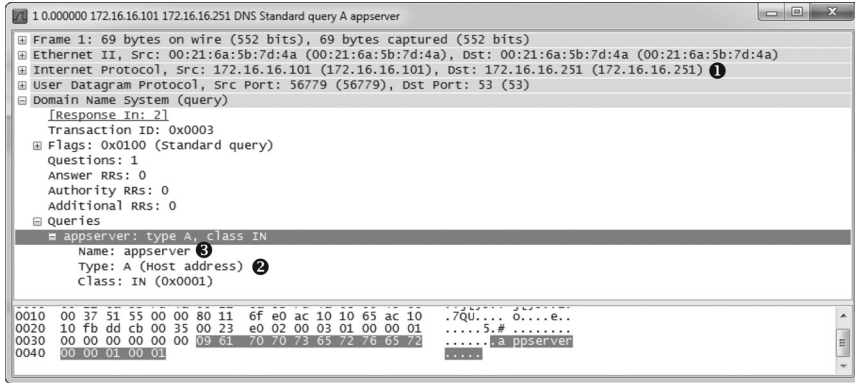 1 0.000000 172.16.16.101 172.16.16.251 DNS Standard query A appserver
Frame 1: 69 bytes on wire (552 bits), 69 bytes captured (552 bits)
Ethernet II, Src: 00:21:6a:5b:7d:4a (00:21:6a:5b:7d:4a), Dst: 00:21:6a:5b:7d:4a (00:21:6a:5b:7d:4a)
Internet Protocol, Src: 172.16.16.101 (172.16.16.101), Dst: 172.16.16.251 (172.16.16.251) ❶
User Datagram Protocol, Src Port: 56779 (56779), Dst Port: 53 (53)
Domain Name System (query)
[Response In: 2]
Transaction ID: 0x0003
Flags: 0x0100 (Standard query)
Questions: 1
Answer RRs: 0
Authority RRs: 0
Additional RRs: 0
Queries
appserver: type A, class IN
Name: appserver ❸
Type: A (Host address) ❷
Class: IN (0x0001)
0010 00 37 51 55 00 00 80 11 6f e0 ac 10 10 65 ac 10 .7QU.... o....e..
0020 10 fb dd cb 00 35 00 23 e0 02 00 03 01 00 00 01 .....5.# ........
0030 00 00 00 00 00 00 09 61 70 70 73 65 72 76 65 72 .......a ppserver
0040 00 00 01 00 01 .....